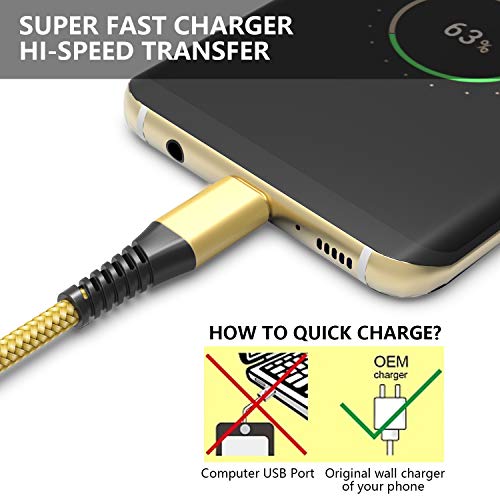 SUPER FAST CHARGER
HI-SPEED TRANSFER
63%
HOW TO QUICK CHARGE?
OEM
charger
Computer USB Port
Original wall charger
of your phone